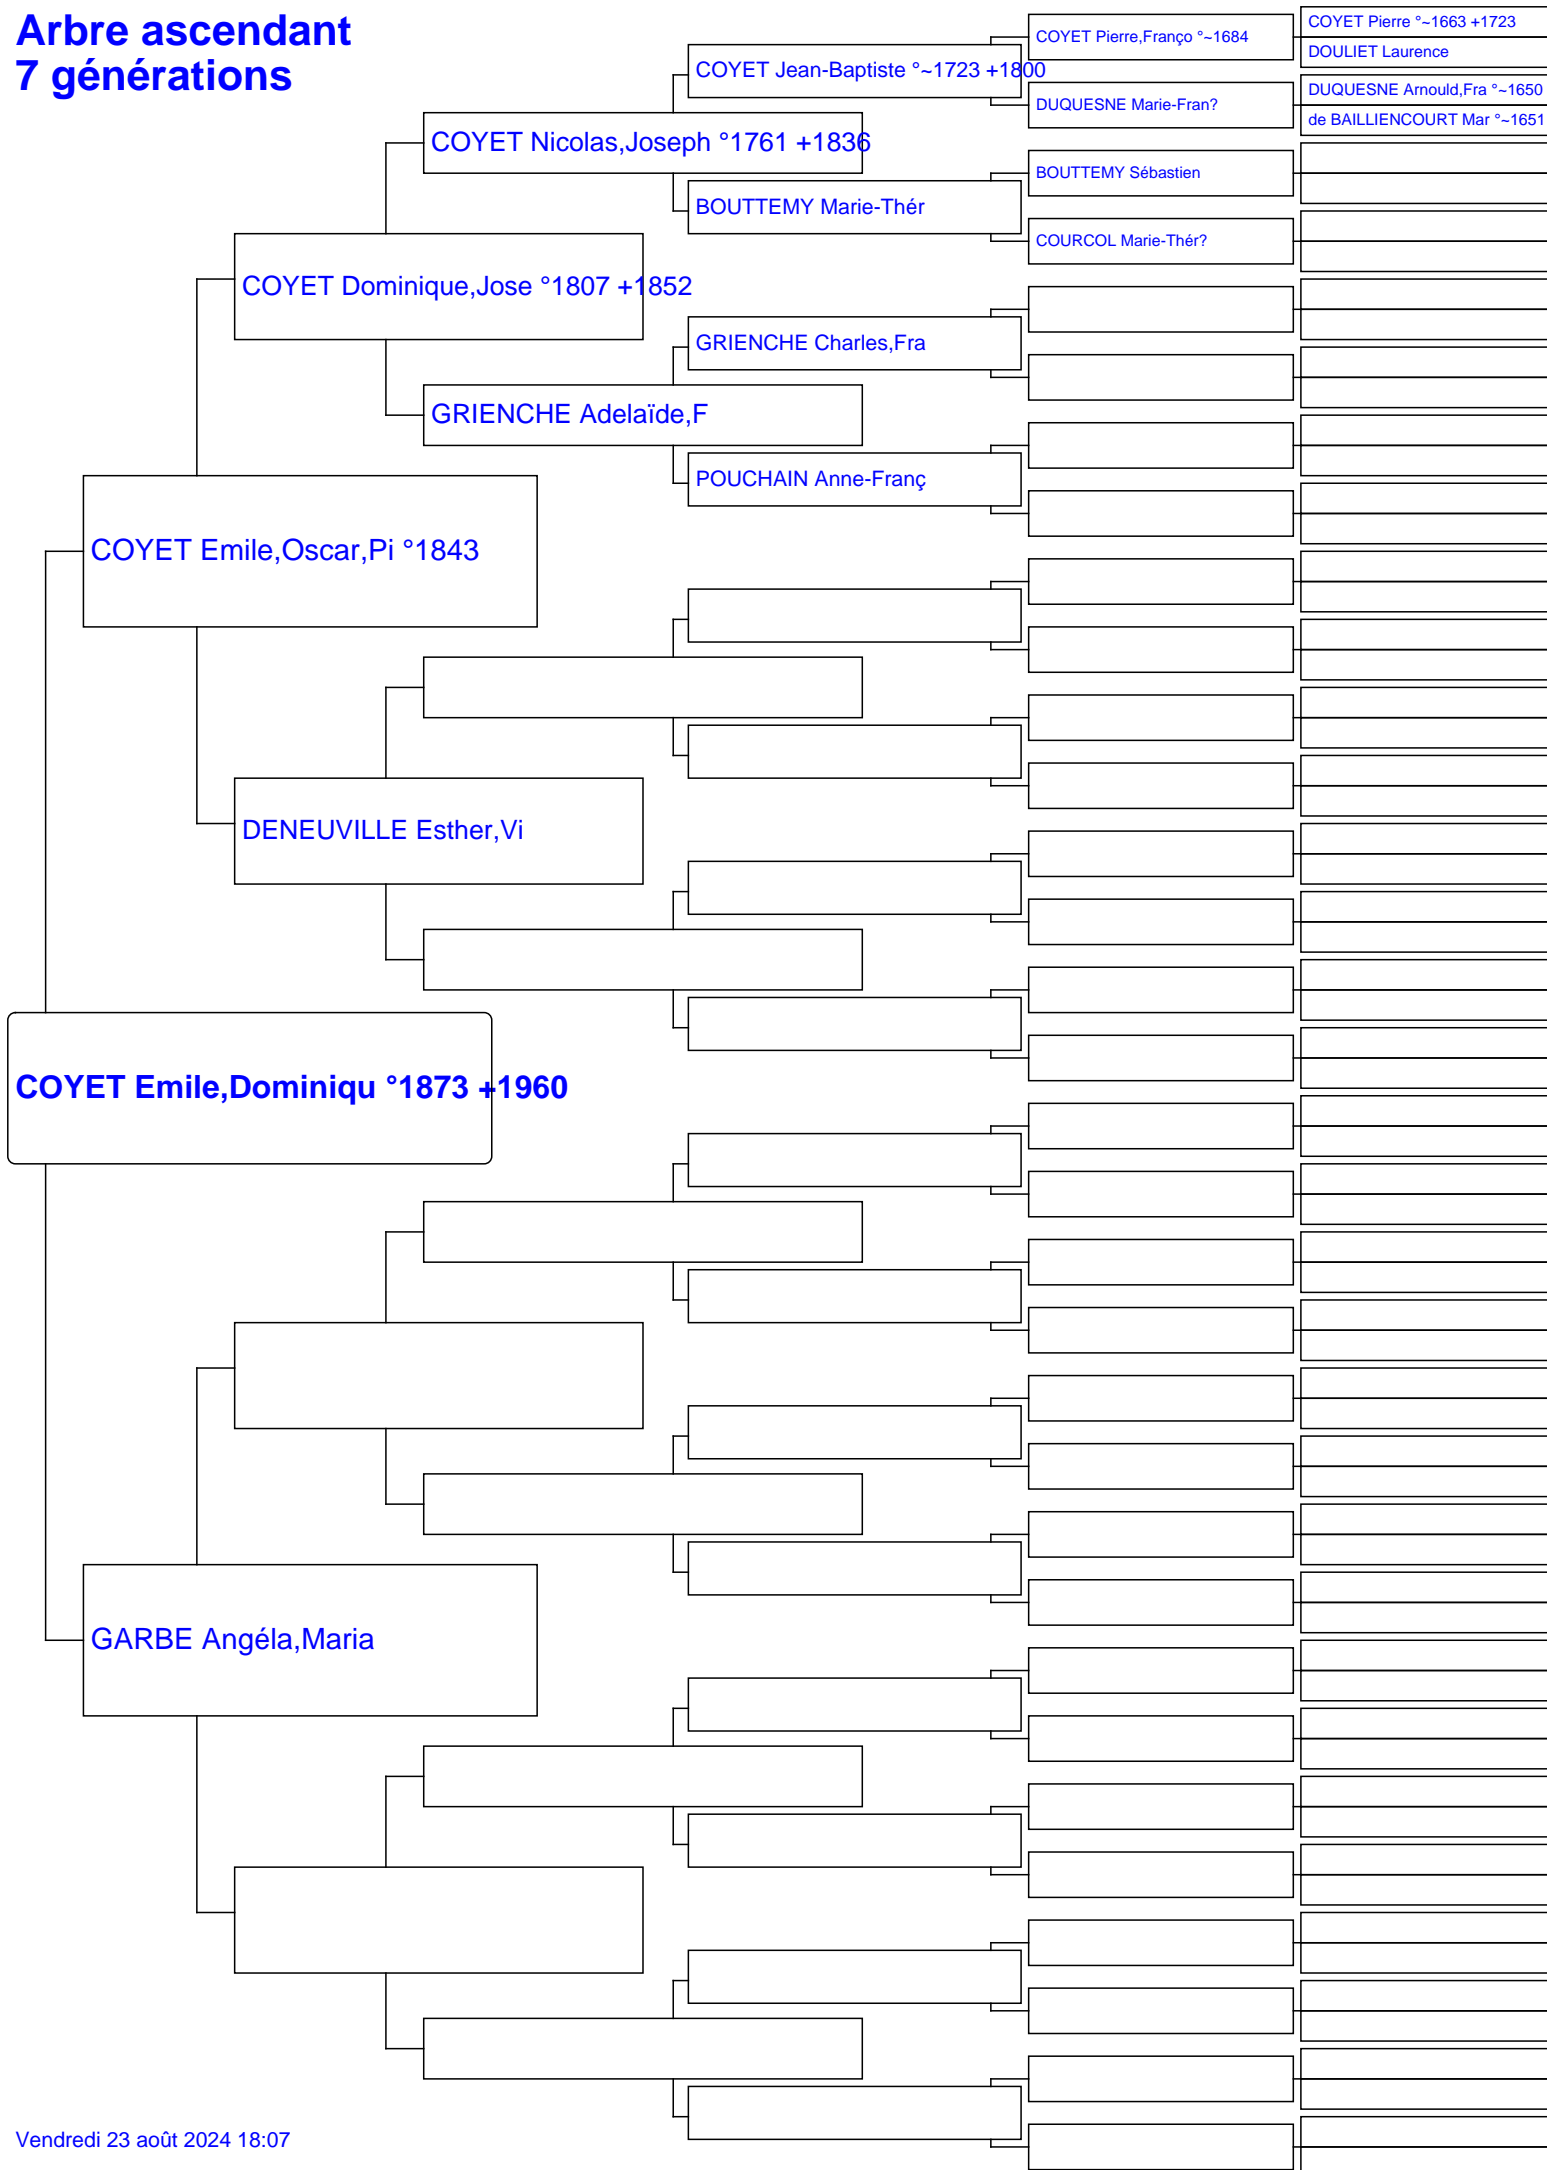 Arbre ascendant
7 générations
COYET Pierre °~1663 +1723
COYET Pierre,Franço °~1684
DOULIET Laurence
COYET Jean-Baptiste °~1723 +1800
DUQUESNE Arnould,Fra °~1650
DUQUESNE Marie-Fran?
de BAILLIENCOURT Mar °~1651
COYET Nicolas,Joseph °1761 +1836
BOUTTEMY Sébastien
BOUTTEMY Marie-Thér
COURCOL Marie-Thér?
COYET Dominique,Jose °1807 +1852
GRIENCHE Charles,Fra
GRIENCHE Adelaïde,F
POUCHAIN Anne-Franç
COYET Emile,Oscar,Pi °1843
DENEUVILLE Esther,Vi
COYET Emile,Dominiqu °1873 +1960
GARBE Angéla,Maria
Vendredi 23 août 2024 18:07